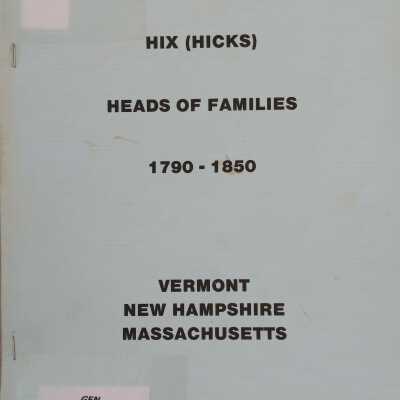 HIX (HICKS)
HEADS OF FAMILIES
1790 - 1850
VERMONT
NEW HAMPSHIRE
MASSACHUSETTS
GEN